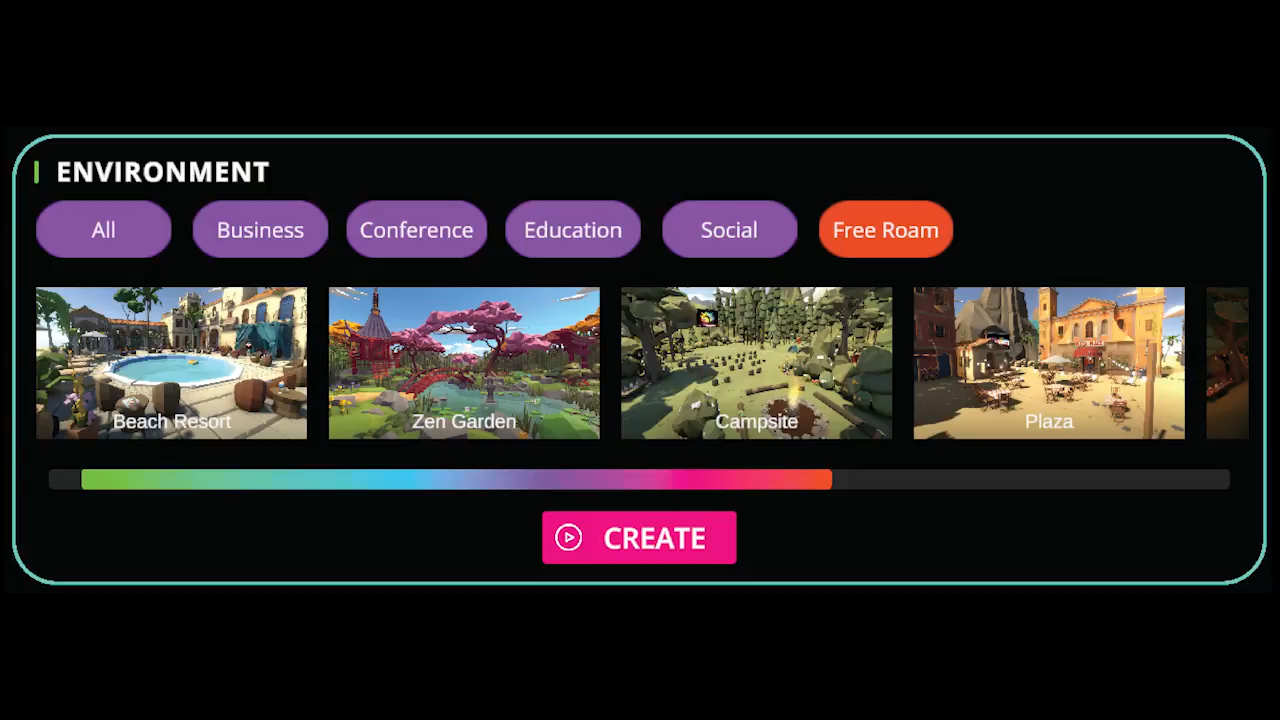 ENVIRONMENT
All
Business
Conference
Education
Social
Free Roam
Beach Resort
Zen Garden
Campsite
Plaza
CREATE